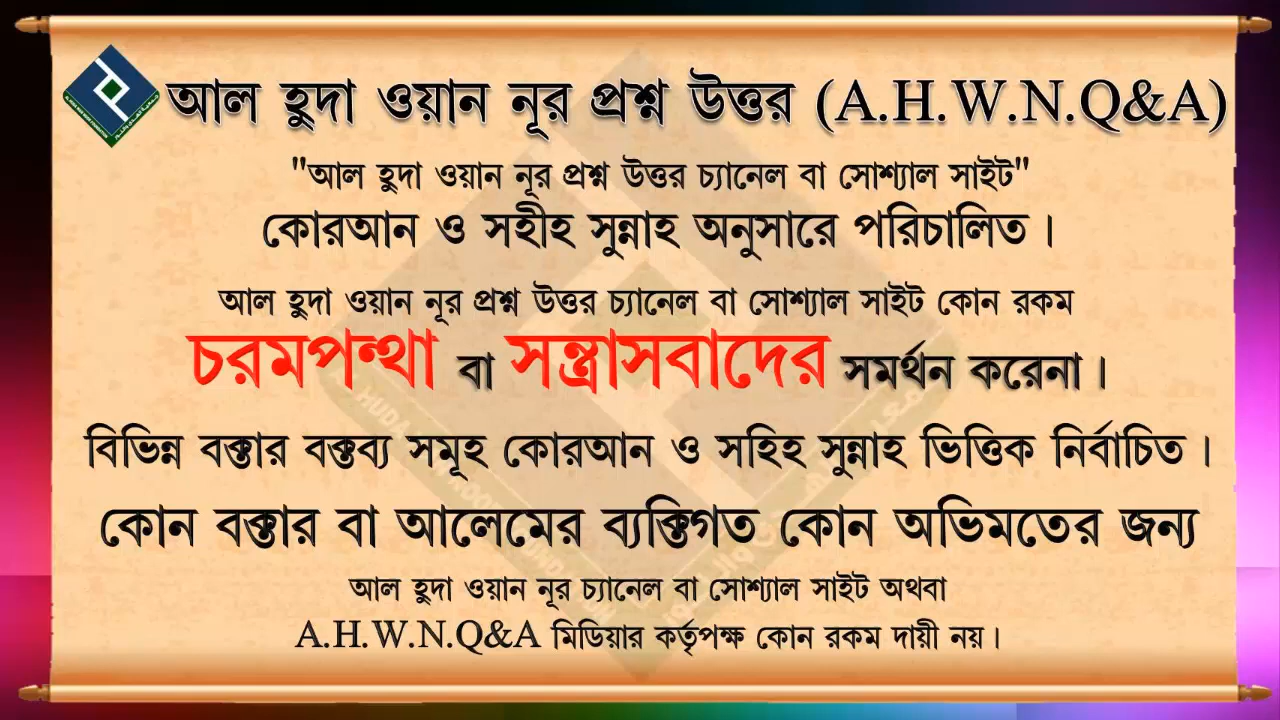 আল হুদা ওয়ান নূর প্রশ্ন উত্তর (A.H.W.N.Q&A)
"আল হুদা ওয়ান নূর প্রশ্ন উত্তর চ্যানেল বা সোশ্যাল সাইট"
কোরআন ও সহীহ সুন্নাহ অনুসারে পরিচালিত।
আল হুদা ওয়ান নূর প্রশ্ন উত্তর চ্যানেল বা সোশ্যাল সাইট কোন রকম
চরমপন্থা বা সন্ত্রাসবাদের সমর্থন করেনা।
বিভিন্ন বক্তার বক্তব্য সমূহ কোরআন ও সহিহ সুন্নাহ ভিত্তিক নির্বাচিত।
কোন বক্তার বা আলেমের ব্যক্তিগত কোন অভিমতের জন্য
আল হুদা ওয়ান নূর চ্যানেল বা সোশ্যাল সাইট অথবা
A.H.W.N.Q&A মিডিয়ার কর্তৃপক্ষ কোন রকম দায়ী নয়।